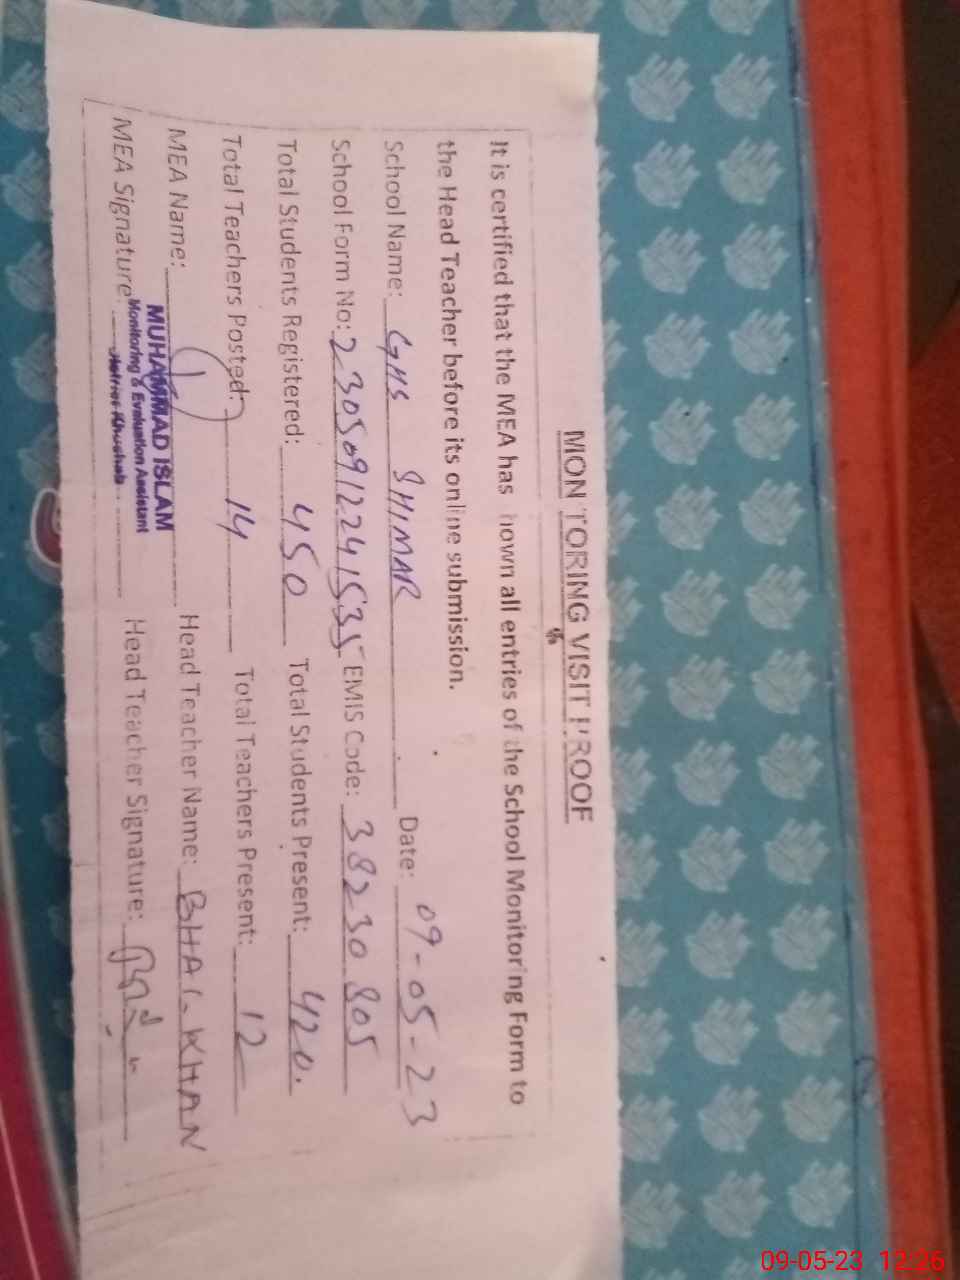 MONITORING VISIT PROOF
It is certified that the MEA has shown all entries of the School Monitoring Form to
the Head Teacher before its online submission.
School Name: GHS SHIMAR Date: 09-05-23
School Form No: 23050912241535 EMIS Code: 38230805
Total Students Registered: 450 Total Students Present: 420.
Total Teachers Posted: 14 Total Teachers Present: 12
MEA Name: MUHAMMAD ISLAM Head Teacher Name: KHAN
Monitoring & Evaluation Assistant
MEA Signature: Khushab Head Teacher Signature:
09-05-23 12:26